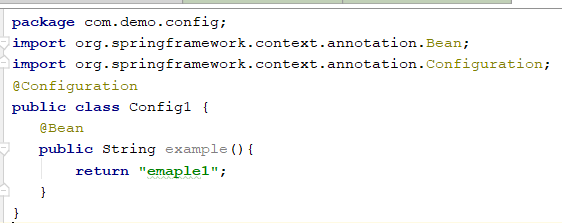 package com.demo.config;
import org.springframework.context.annotation.Bean;
import org.springframework.context.annotation.Configuration;
@Configuration
public class Config1 {
@Bean
public String example(){
return "emaple1";
}
}